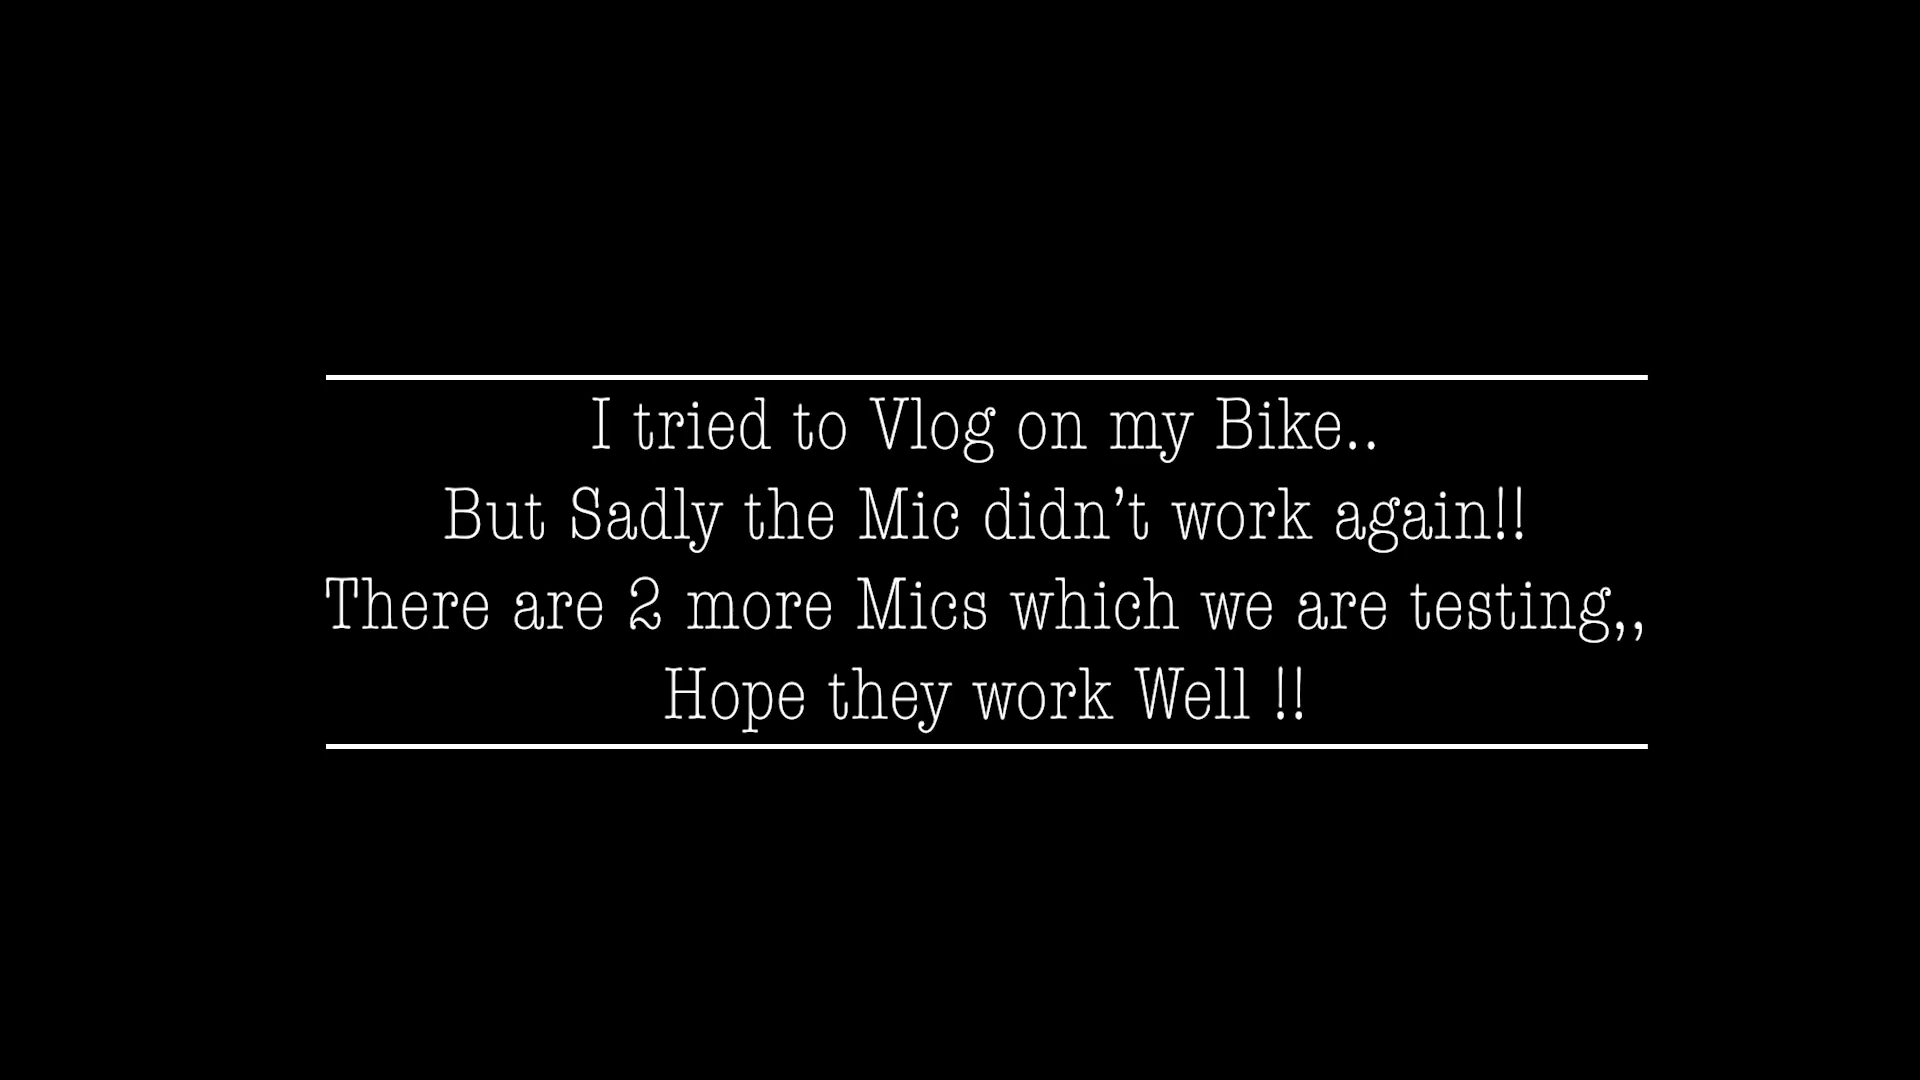 I tried to Vlog on my Bike..
But Sadly the Mic didn’t work again!!
There are 2 more Mics which we are testing,,
Hope they work Well !!